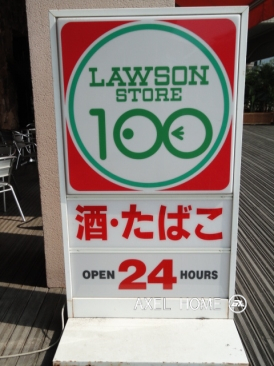 LAWSON
STORE
100
酒・たばこ
OPEN 24 HOURS
AXEL HOME